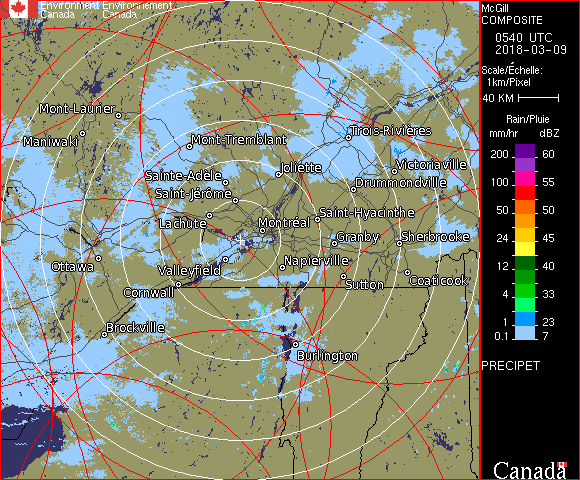 Environment Environnement
Canada Canada
McGill
COMPOSITE
0540 UTC
2018-03-09
Scale/Échelle:
1km/Pixel
40 KM
Rain/Pluie
mm/hr dBZ
200 60
100 55
50 50
24 45
12 40
4 33
1 23
0.1 7
PRECIPET
Canada
Mont-Laurier
Maniwaki
Mont-Tremblant
Trois-Rivières
Victoriaville
Joliette
Sainte-Adèle
Drummondville
Saint-Jérôme
Lachute
Saint-Hyacinthe
Montréal
Granby
Sherbrooke
Ottawa
Valleyfield
Napierville
Coaticook
Sutton
Cornwall
Brockville
Burlington